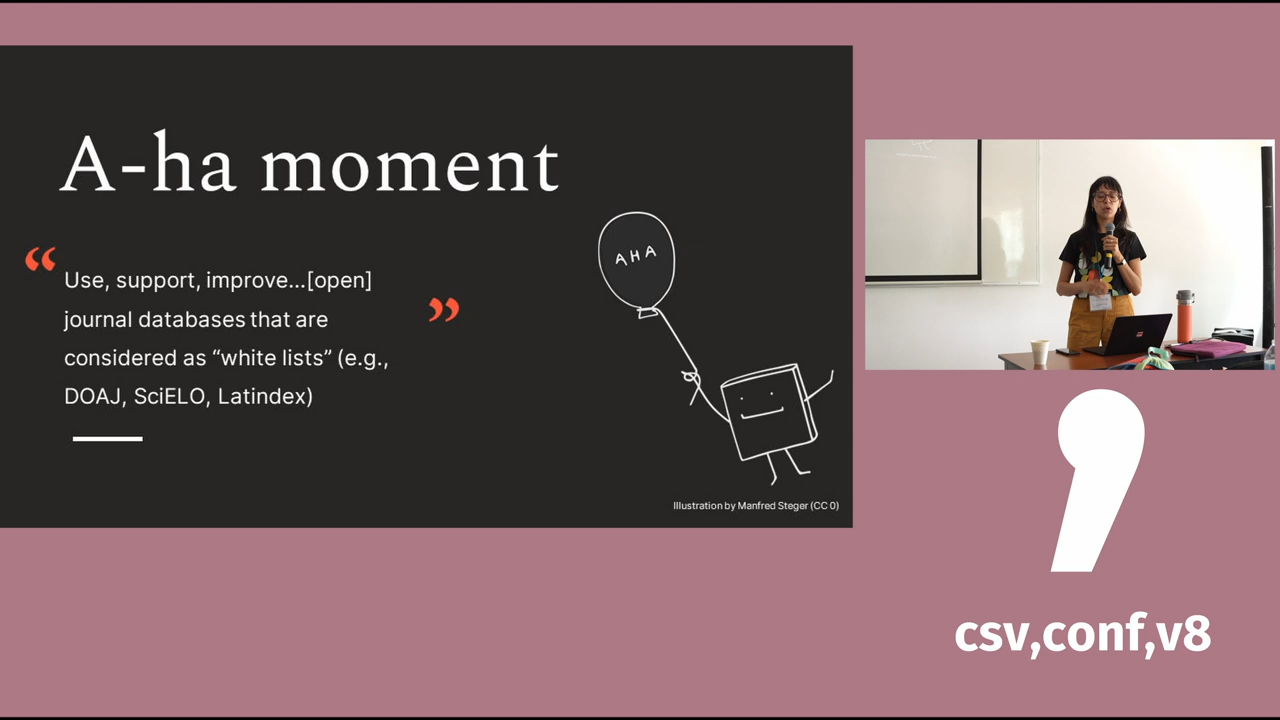 A-ha moment
“
Use, support, improve...[open]
journal databases that are
considered as “white lists” (e.g.,
DOAJ, SciELO, Latindex)
”
AHA
Illustration by Manfred Steger (CC 0)
,
csv,conf,v8